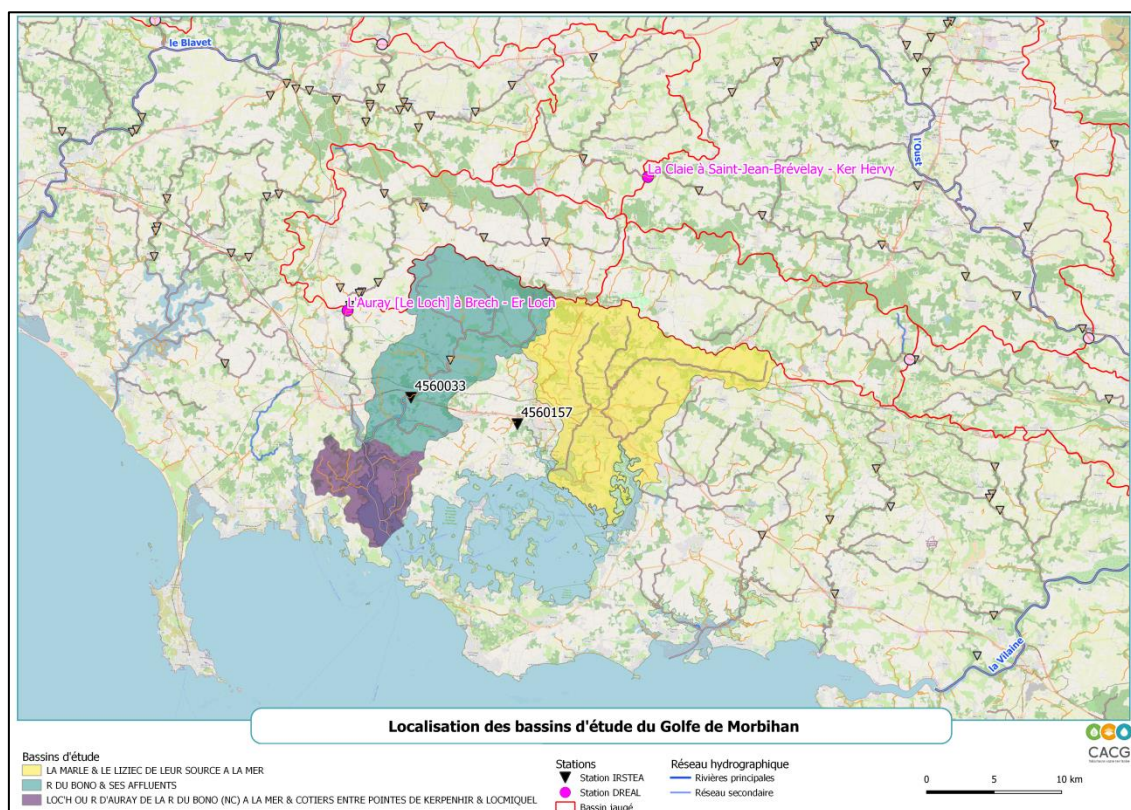 le Blavet
l'Oust
La Claie à Saint-Jean-Brévelay - Ker Hervy
L'Auray [Le Loch] à Brech - Er Loch
4560033
4560157
la Vilaine
Localisation des bassins d'étude du Golfe de Morbihan
Bassins d'étude
LA MARLE & LE LIZIEC DE LEUR SOURCE A LA MER
R DU BONO & SES AFFLUENTS
LOC'H OU R D'AURAY DE LA R DU BONO (NC) A LA MER & COTIERS ENTRE POINTES DE KERPENHIR & LOCMIQUEL
Stations
Station IRSTEA
Station DREAL
Bassin jaugé
Réseau hydrographique
Rivières principales
Réseau secondaire
0 5 10 km
CACG